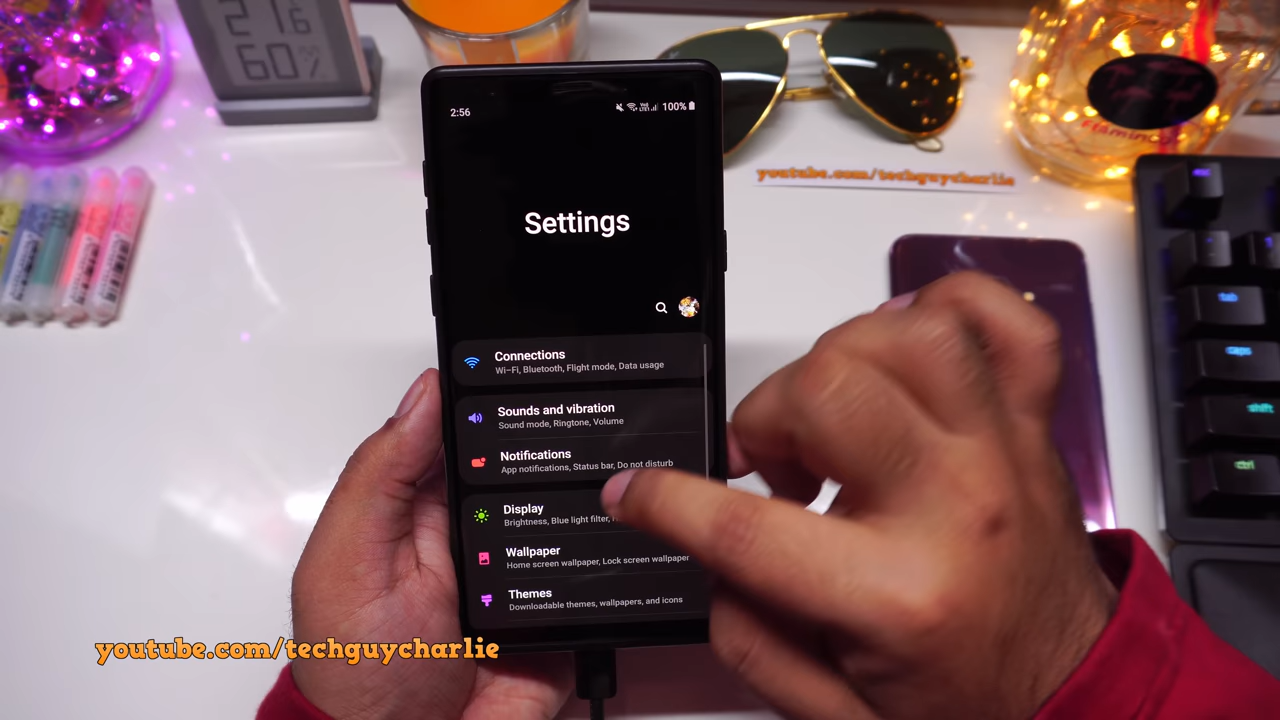 21.6
60%
2:56
100%
Settings
youtube.com/techguycharlie
Connections
Wi-Fi, Bluetooth, Flight mode, Data usage
Sounds and vibration
Sound mode, Ringtone, Volume
Notifications
App notifications, Status bar, Do not disturb
Display
Brightness, Blue light filter,
Wallpaper
Home screen wallpaper, Lock screen wallpaper
Themes
Downloadable themes, wallpapers, and icons
tab
caps
shift
ctrl
youtube.com/techguycharlie